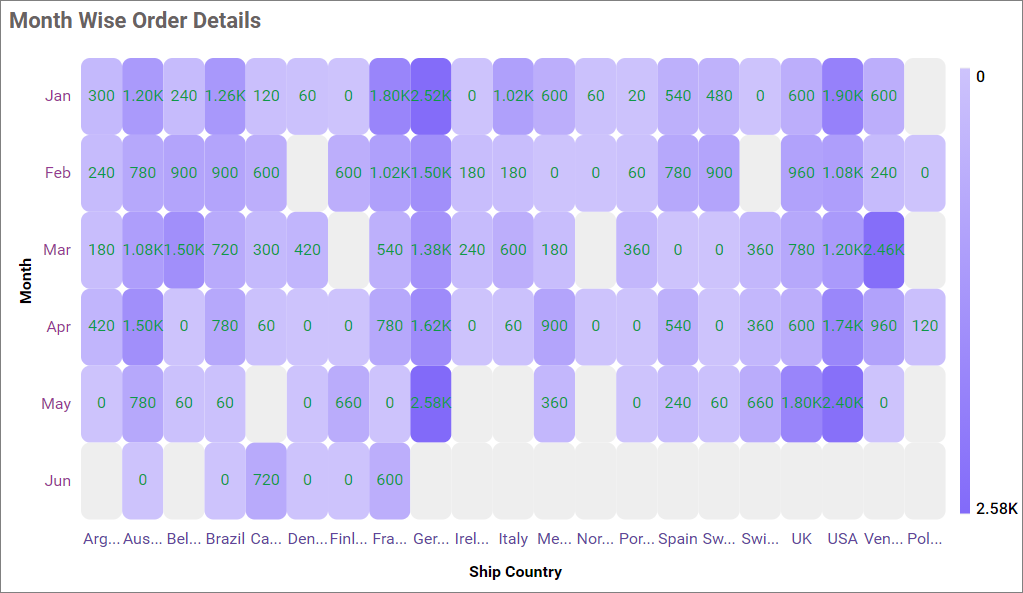 Month Wise Order Details
Jan 300 1.20K 240 1.26K 120 60 0 1.80K 2.52K 0 1.02K 600 60 20 540 480 0 600 1.90K 600
0
Feb 240 780 900 900 600 600 1.02K 1.50K 180 180 0 0 60 780 900 960 1.08K 240 0
Mar 180 1.08K 1.50K 720 300 420 540 1.38K 240 600 180 360 0 0 360 780 1.20K 2.46K
Month
Apr 420 1.50K 0 780 60 0 0 780 1.62K 0 60 900 0 0 540 0 360 600 1.74K 960 120
May 0 780 60 60 0 660 0 2.58K 360 0 240 60 660 1.80K 2.40K 0
Jun 0 0 720 0 0 600
2.58K
Arg... Aus... Bel... Brazil Ca... Den... Finl... Fra... Ger... Irel... Italy Me... Nor... Por... Spain Sw... Swi... UK USA Ven... Pol...
Ship Country